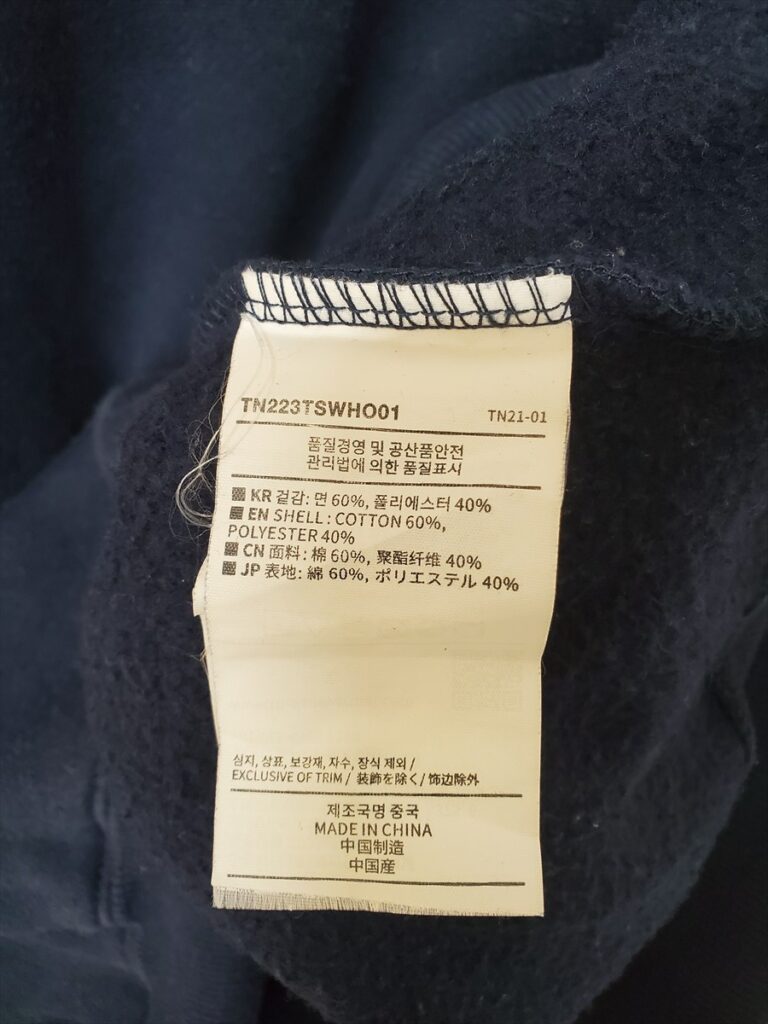 TN223TSWHO01 TN21-01
품질경영 및 공산품안전
관리법에 의한 품질표시
KR 겉감: 면 60%, 폴리에스터 40%
EN SHELL : COTTON 60%,
POLYESTER 40%
CN 面料: 棉 60%, 聚酯纤维 40%
JP 表地: 綿 60%, ポリエステル 40%
심지, 상표, 보강재, 자수, 장식 제외 /
EXCLUSIVE OF TRIM / 装飾を除く/ 饰边除外
제조국명 중국
MADE IN CHINA
中国制造
中国産